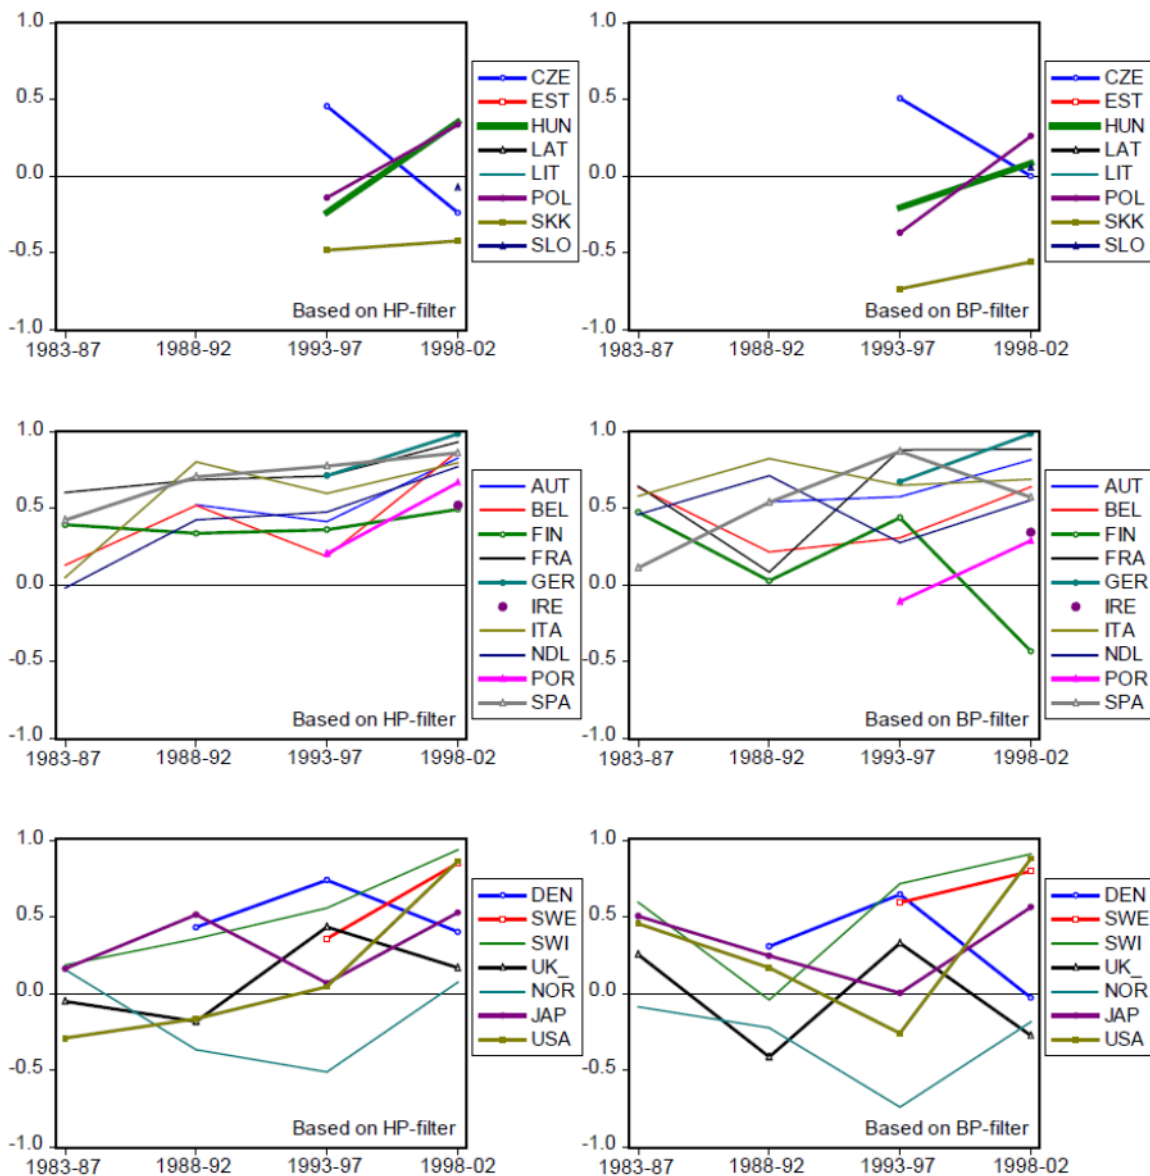 1.0
0.5
0.0
-0.5
-1.0
1983-87 1988-92 1993-97 1998-02
CZE
EST
HUN
LAT
LIT
POL
SKK
SLO
Based on HP-filter
1.0
0.5
0.0
-0.5
-1.0
1983-87 1988-92 1993-97 1998-02
CZE
EST
HUN
LAT
LIT
POL
SKK
SLO
Based on BP-filter
1.0
0.5
0.0
-0.5
-1.0
1983-87 1988-92 1993-97 1998-02
AUT
BEL
FIN
FRA
GER
IRE
ITA
NDL
POR
SPA
Based on HP-filter
1.0
0.5
0.0
-0.5
-1.0
1983-87 1988-92 1993-97 1998-02
AUT
BEL
FIN
FRA
GER
IRE
ITA
NDL
POR
SPA
Based on BP-filter
1.0
0.5
0.0
-0.5
-1.0
1983-87 1988-92 1993-97 1998-02
DEN
SWE
SWI
UK_
NOR
JAP
USA
Based on HP-filter
1.0
0.5
0.0
-0.5
-1.0
1983-87 1988-92 1993-97 1998-02
DEN
SWE
SWI
UK_
NOR
JAP
USA
Based on BP-filter